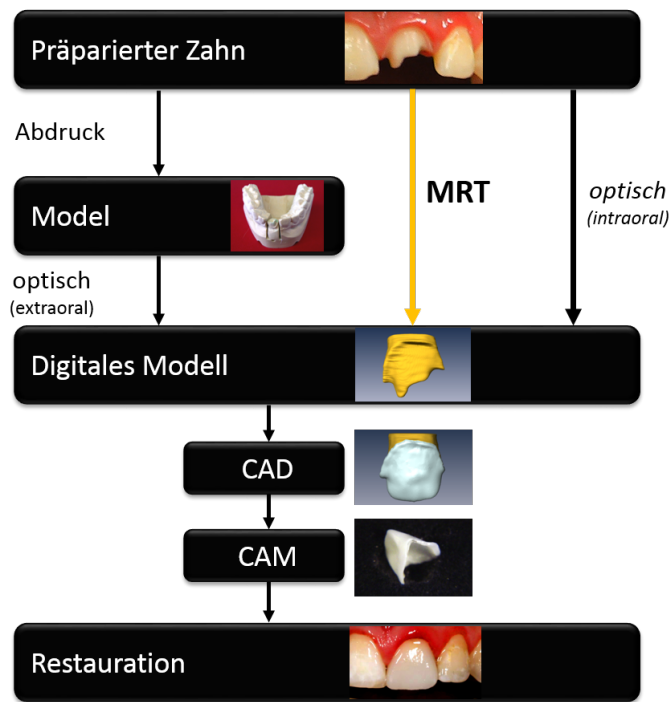 Präparierter Zahn
Abdruck
MRT
optisch
(intraoral)
Model
optisch
(extraoral)
Digitales Modell
CAD
CAM
Restauration